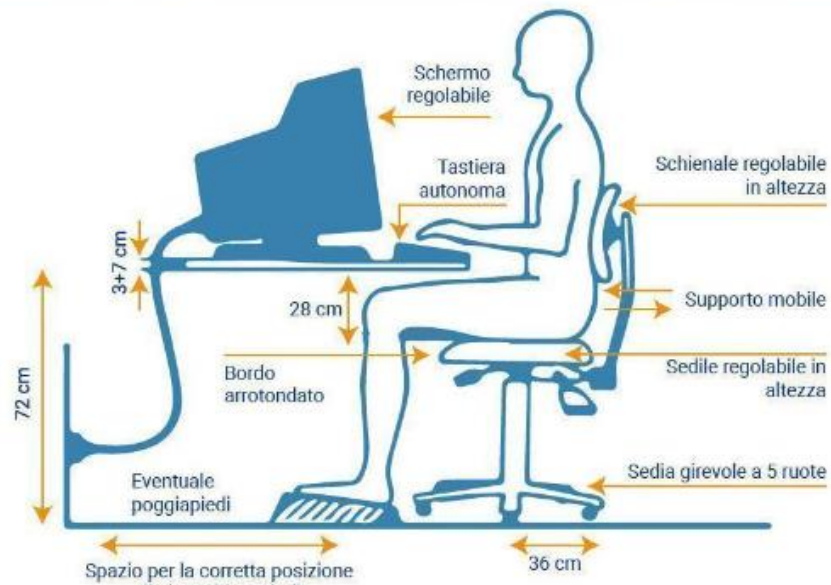 Schermo
regolabile
Tastiera
autonoma
Schienale regolabile
in altezza
3+7 cm
28 cm
Supporto mobile
Bordo
arrotondato
Sedile regolabile in
altezza
72 cm
Eventuale
poggiapiedi
Sedia girevole a 5 ruote
36 cm
Spazio per la corretta posizione